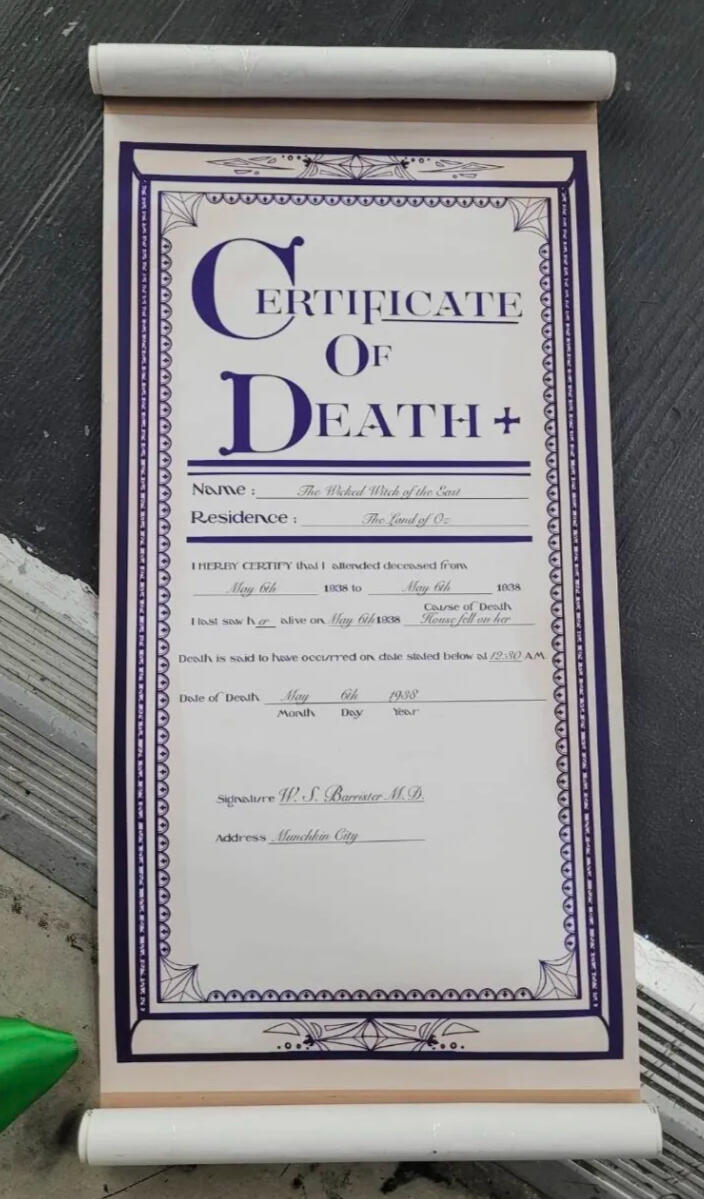 CERTIFICATE
OF
DEATH +
Name : The Wicked Witch of the East
Residence : The Land of Oz
I HERBY CERTIFY that I attended deceased from
May 6th 1938 to May 6th 1938
Cause of Death
I last saw her alive on May 6th 1938 House fell on her
Death is said to have occurred on date stated below at 12:30 AM
Date of Death May 6th 1938
Month Day Year
Signature W. S. Barrister M.D.
Address Munchkin City